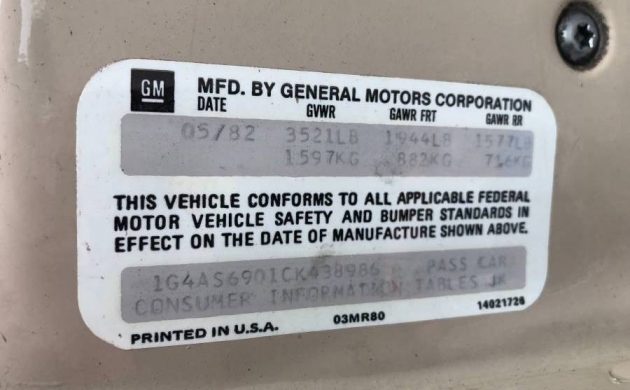 GM MFD. BY GENERAL MOTORS CORPORATION
DATE GVWR GAWR FRT GAWR RR
05/82 3521LB 1944LB 1577LB
1597KG 882KG 716KG
THIS VEHICLE CONFORMS TO ALL APPLICABLE FEDERAL
MOTOR VEHICLE SAFETY AND BUMPER STANDARDS IN
EFFECT ON THE DATE OF MANUFACTURE SHOWN ABOVE.
1G4AS6901CK438986 PASS CAR
CONSUMER INFORMATION TABLES JK
PRINTED IN U.S.A. 03MR80 14021726